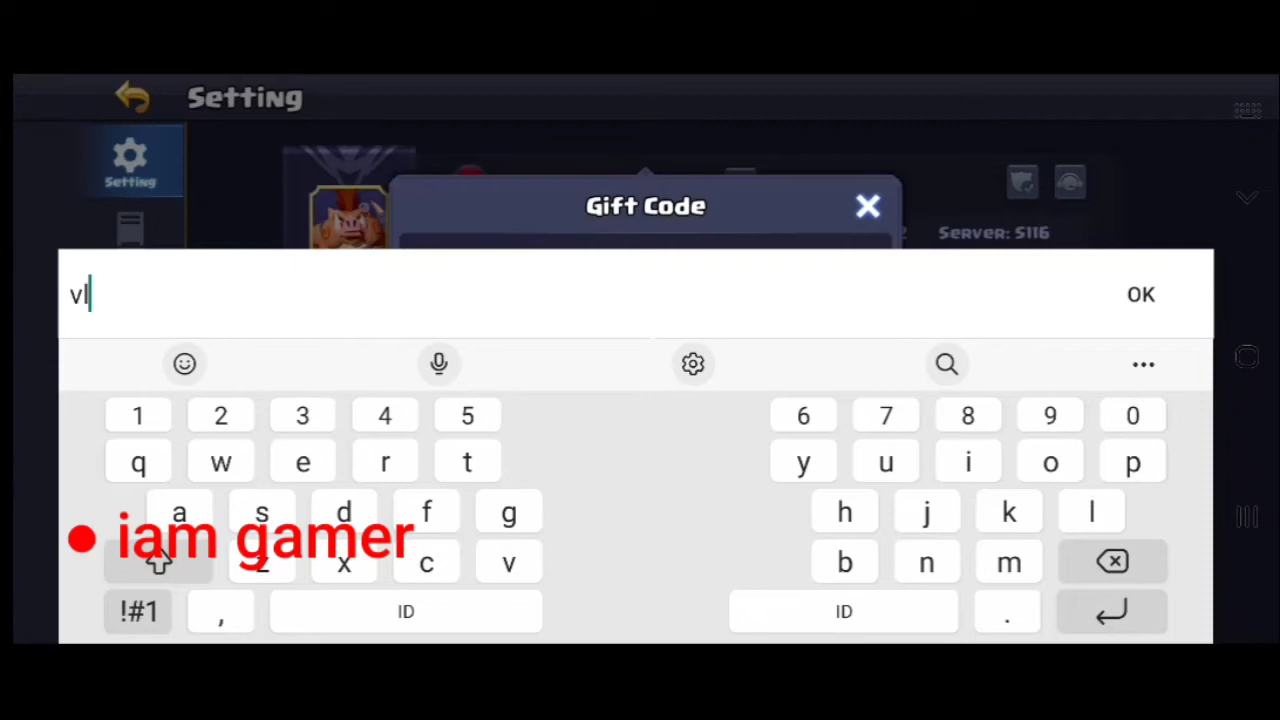 Setting
Setting
Gift Code
Server: S116
vl
OK
1 2 3 4 5 6 7 8 9 0
q w e r t y u i o p
a s d f g h j k l
iam gamer
z x c v b n m
!#1 , ID ID .